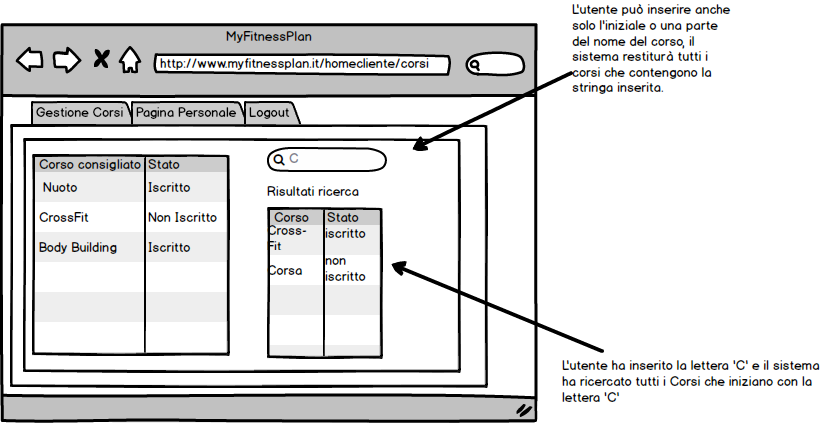 L'utente può inserire anche
solo l'iniziale o una parte
del nome del corso, il
sistema restiturà tutti i
corsi che contengono la
stringa inserita.
MyFitnessPlan
http://www.myfitnessplan.it/homecliente/corsi
Gestione Corsi Pagina Personale Logout
C
Corso consigliato Stato
Nuoto Iscritto
CrossFit Non Iscritto
Body Building Iscritto
Risultati ricerca
Corso Stato
Cross- iscritto
Fit
non
Corsa iscritto
L'utente ha inserito la lettera 'C' e il sistema
ha ricercato tutti i Corsi che iniziano con la
lettera 'C'